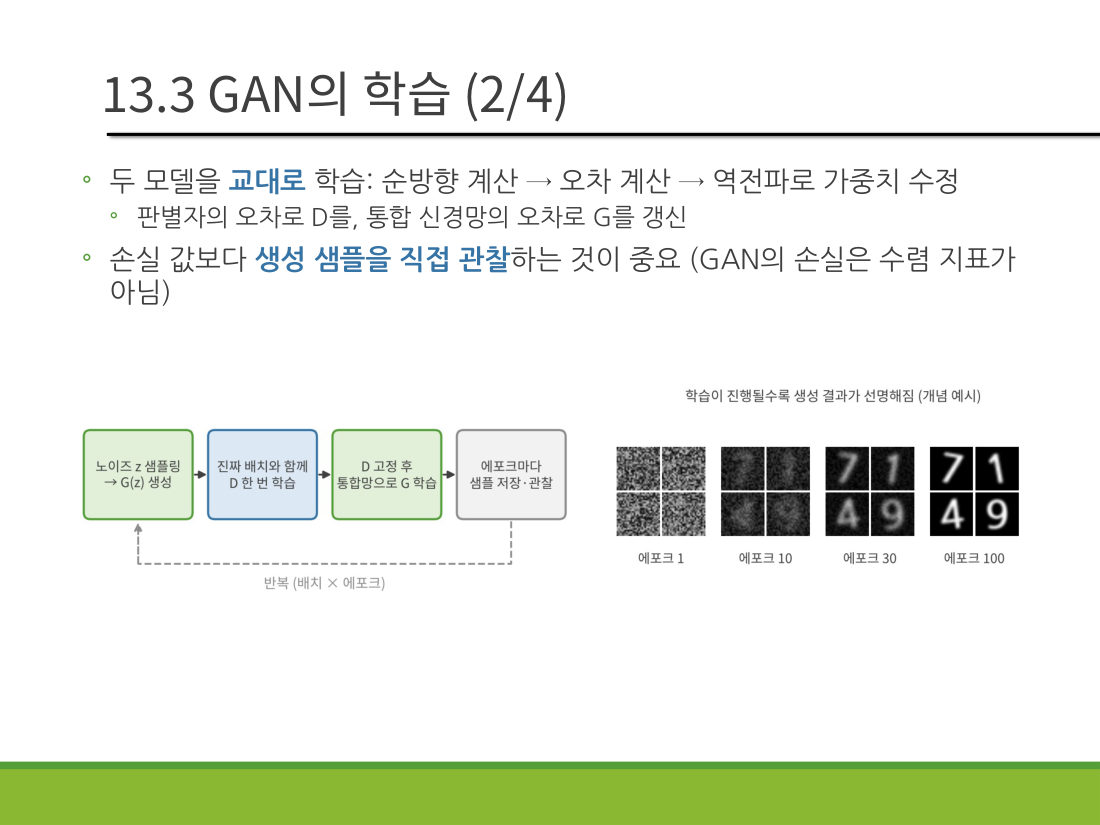 13.3 GAN의 학습 (2/4)
두 모델을 교대로 학습: 순방향 계산 → 오차 계산 → 역전파로 가중치 수정
판별자의 오차로 D를, 통합 신경망의 오차로 G를 갱신
손실 값보다 생성 샘플을 직접 관찰하는 것이 중요 (GAN의 손실은 수렴 지표가
아님)
노이즈 z 샘플링
→ G(z) 생성
진짜 배치와 함께
D 한 번 학습
D 고정 후
통합망으로 G 학습
에포크마다
샘플 저장·관찰
반복 (배치 × 에포크)
학습이 진행될수록 생성 결과가 선명해짐 (개념 예시)
7 1 7 1 7 1
4 9 4 9 4 9
에포크 1 에포크 10 에포크 30 에포크 100